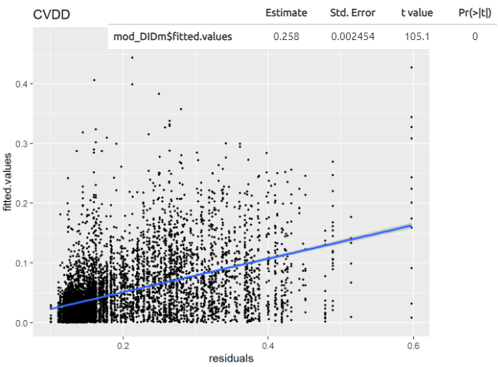 CVDD
Estimate Std. Error t value Pr(>|t|)
mod_DIDm$fitted.values 0.258 0.002454 105.1 0
fitted.values
0.4
0.3
0.2
0.1
0.0
0.2 0.4 0.6
residuals